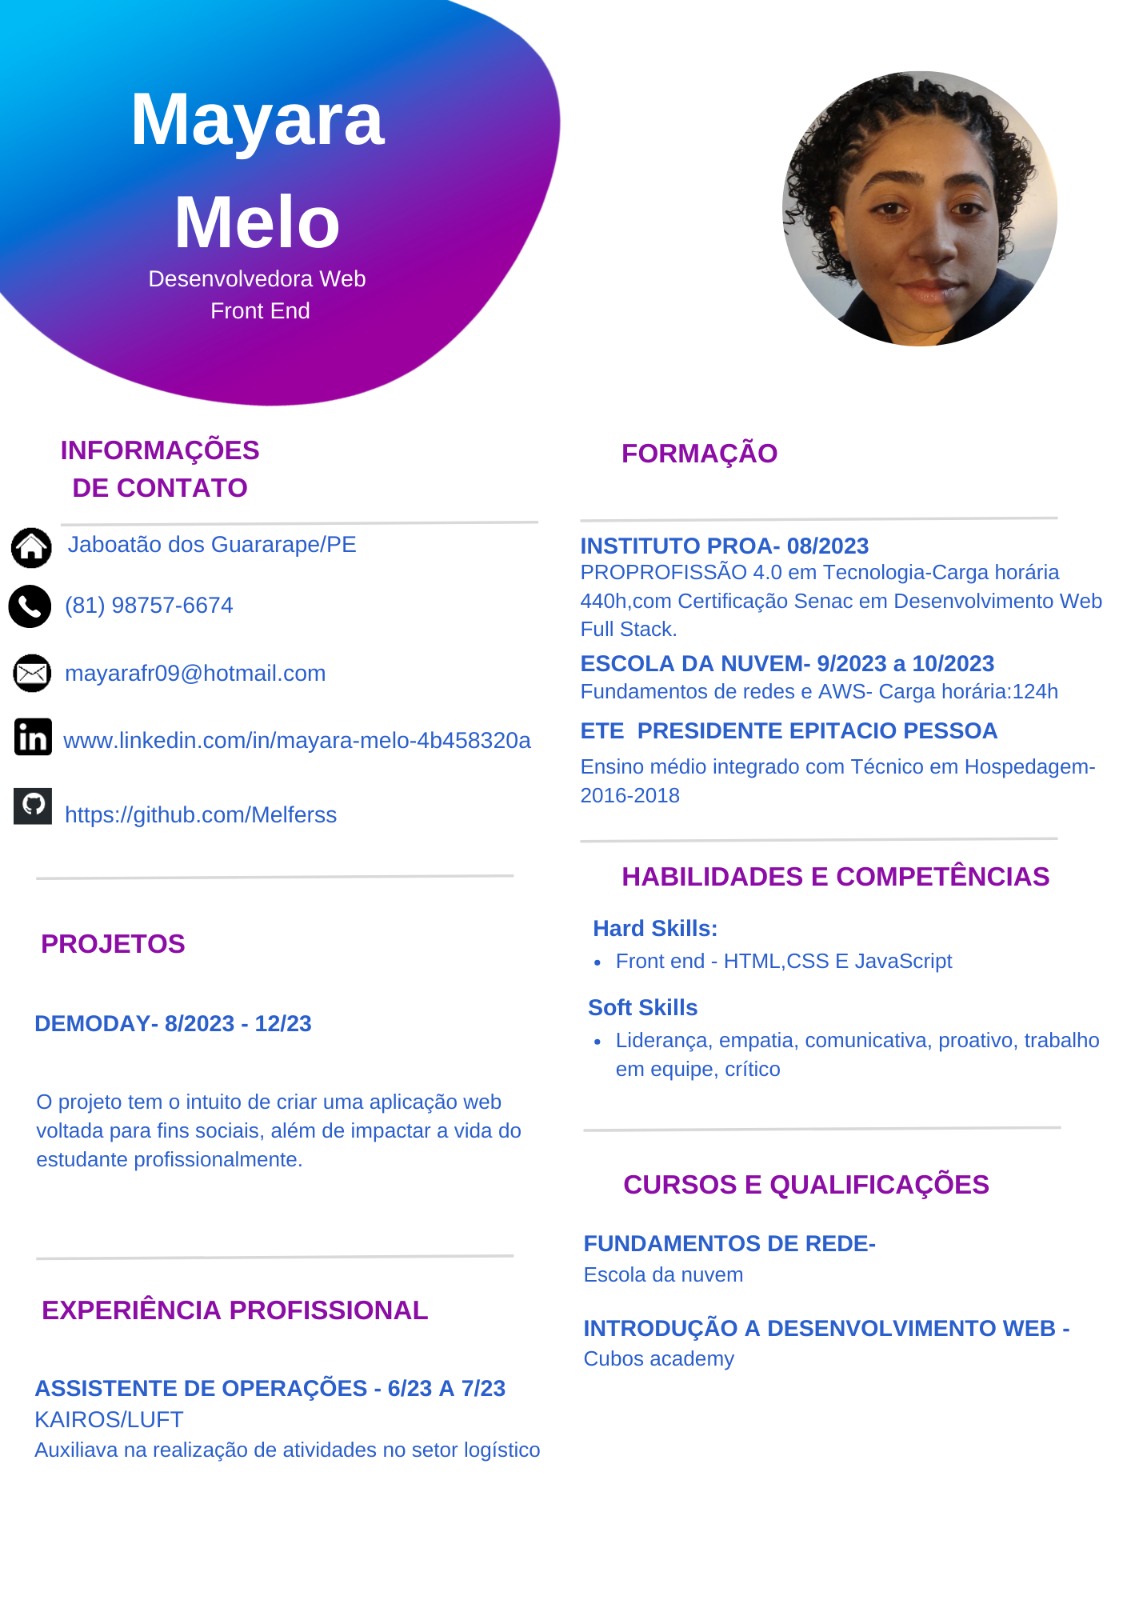 Mayara
Melo
Desenvolvedora Web
Front End
INFORMAÇÕES
DE CONTATO
Jaboatão dos Guararape/PE
(81) 98757-6674
mayarafr09@hotmail.com
www.linkedin.com/in/mayara-melo-4b458320a
https://github.com/Melferss
PROJETOS
DEMODAY- 8/2023 - 12/23
O projeto tem o intuito de criar uma aplicação web
voltada para fins sociais, além de impactar a vida do
estudante profissionalmente.
EXPERIÊNCIA PROFISSIONAL
ASSISTENTE DE OPERAÇÕES - 6/23 A 7/23
KAIROS/LUFT
Auxiliava na realização de atividades no setor logístico
FORMAÇÃO
INSTITUTO PROA- 08/2023
PROPROFISSÃO 4.0 em Tecnologia-Carga horária
440h,com Certificação Senac em Desenvolvimento Web
Full Stack.
ESCOLA DA NUVEM- 9/2023 a 10/2023
Fundamentos de redes e AWS- Carga horária:124h
ETE  PRESIDENTE EPITACIO PESSOA
Ensino médio integrado com Técnico em Hospedagem-
2016-2018
HABILIDADES E COMPETÊNCIAS
Hard Skills:
• Front end - HTML,CSS E JavaScript
Soft Skills
• Liderança, empatia, comunicativa, proativo, trabalho
em equipe, crítico
CURSOS E QUALIFICAÇÕES
FUNDAMENTOS DE REDE-
Escola da nuvem
INTRODUÇÃO A DESENVOLVIMENTO WEB -
Cubos academy